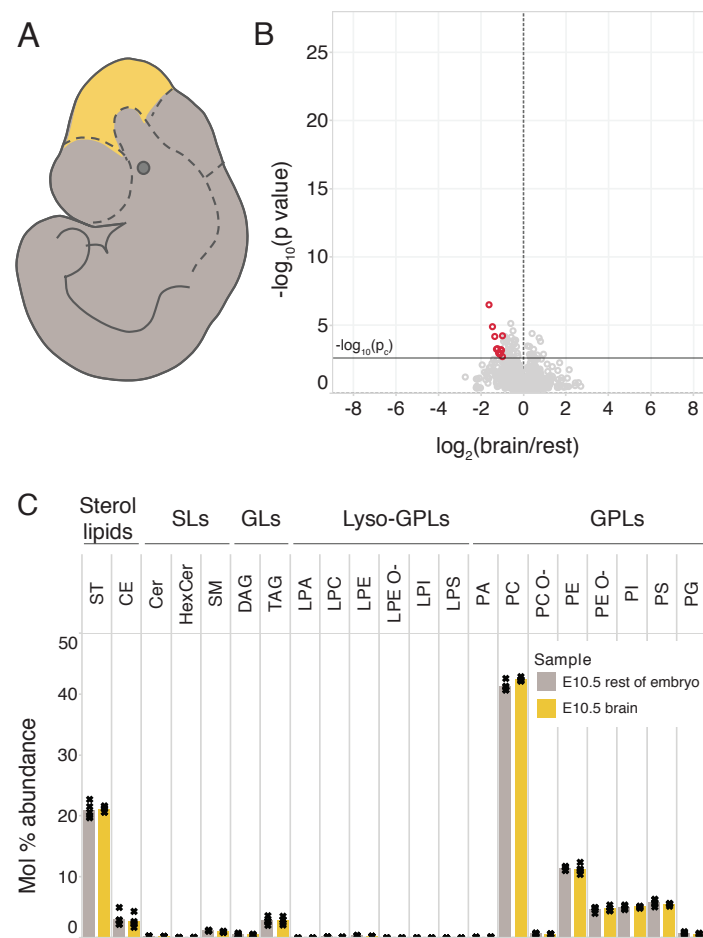 A
B
-log10(p value)
25
20
15
10
5
0
-log10(pc)
-8 -6 -4 -2 0 2 4 6 8
log2(brain/rest)
C
Sterol
lipids
SLs GLs Lyso-GPLs GPLs
ST CE Cer HexCer SM DAG TAG LPA LPC LPE LPE O- LPI LPS PA PC PC O- PE PE O- PI PS PG
Mol % abundance
50
40
30
20
10
0
Sample
E10.5 rest of embryo
E10.5 brain